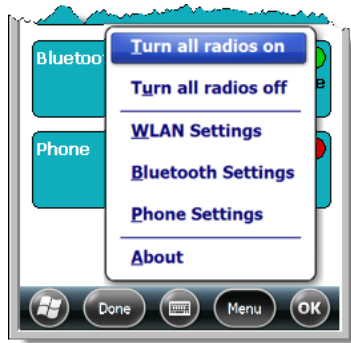 Turn all radios on
Bluetoo
Turn all radios off
e
WLAN Settings
Phone
Bluetooth Settings
Phone Settings
About
Done
Menu
OK